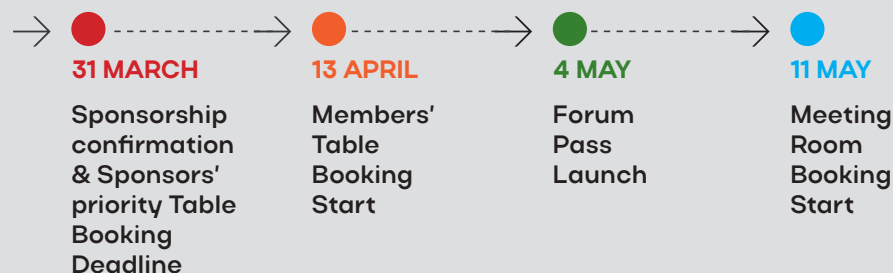 31 MARCH
Sponsorship
confirmation
& Sponsors'
priority Table
Booking
Deadline
13 APRIL
Members'
Table
Booking
Start
4 MAY
Forum
Pass
Launch
11 MAY
Meeting
Room
Booking
Start